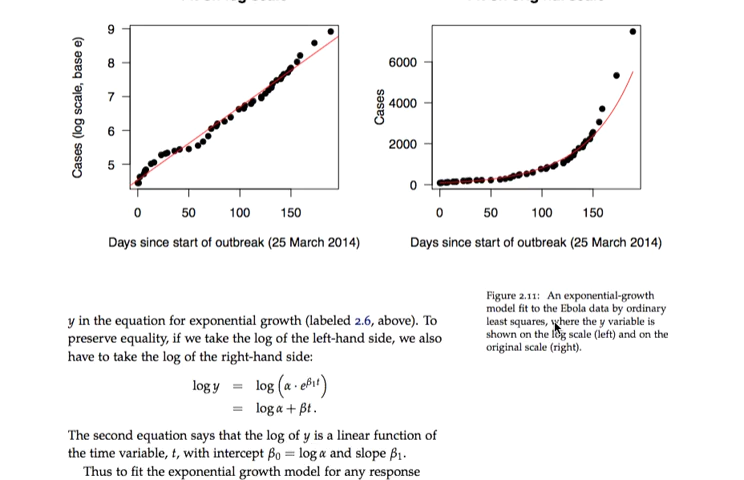 9
8
7
6
5
Cases (log scale, base e)
0 50 100 150
Days since start of outbreak (25 March 2014)
6000
4000
2000
0
Cases
0 50 100 150
Days since start of outbreak (25 March 2014)
Figure 2.11: An exponential-growth
model fit to the Ebola data by ordinary
least squares, where the y variable is
shown on the log scale (left) and on the
original scale (right).
y in the equation for exponential growth (labeled 2.6, above). To
preserve equality, if we take the log of the left-hand side, we also
have to take the log of the right-hand side:
log y = log (α · e^{β₁t})
= log α + βt .
The second equation says that the log of y is a linear function of
the time variable, t, with intercept β₀ = log α and slope β₁.
Thus to fit the exponential growth model for any response